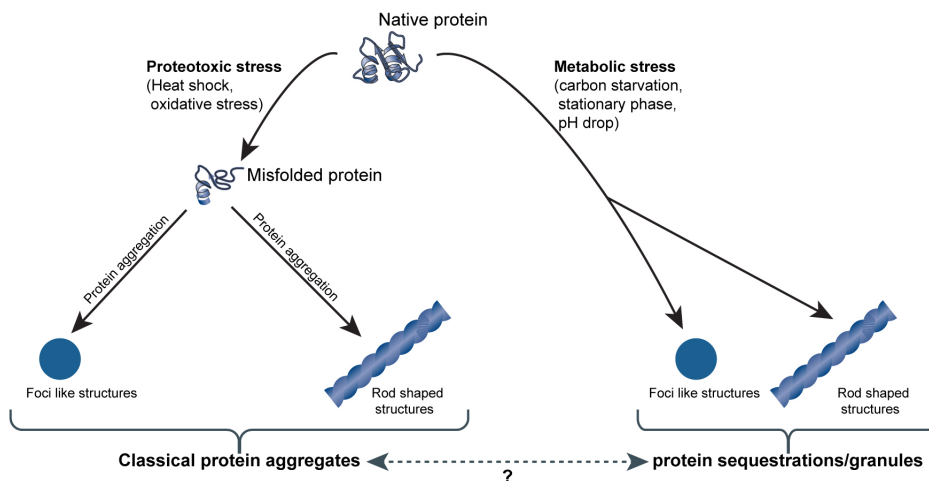 Native protein
Proteotoxic stress
(Heat shock,
oxidative stress)
Metabolic stress
(carbon starvation,
stationary phase,
pH drop)
Misfolded protein
Protein aggregation
Protein aggregation
Foci like structures
Rod shaped
structures
Foci like structures
Rod shaped
structures
Classical protein aggregates
?
protein sequestrations/granules